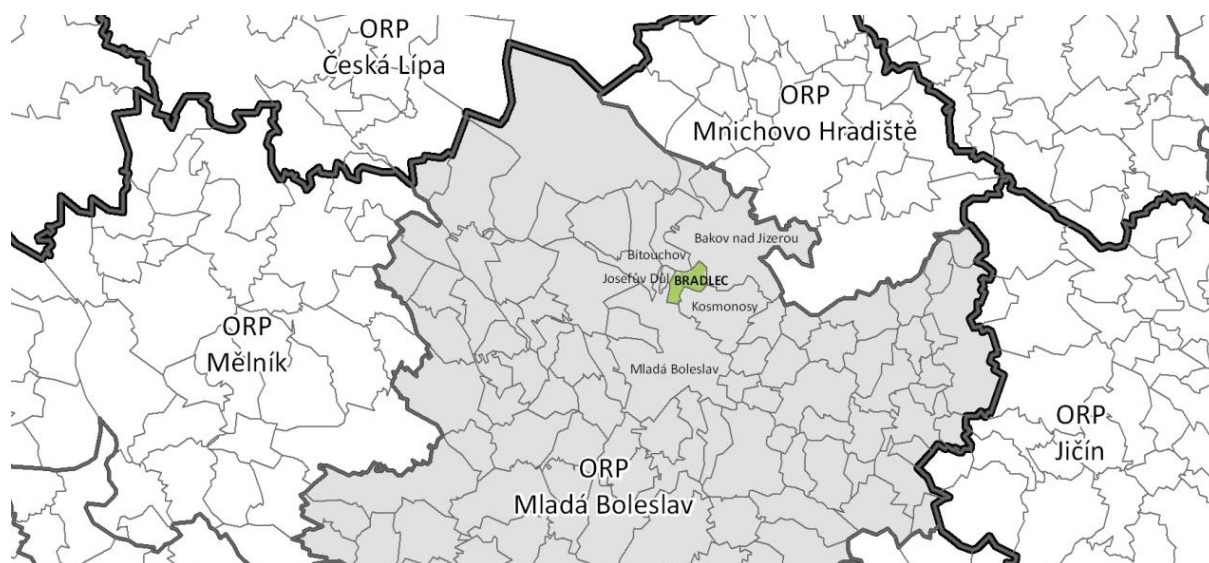 ORP
Česká Lípa
ORP
Mnichovo Hradiště
Bakov nad Jizerou
Bítouchov
Josefův Důl
BRADLEC
Kosmonosy
ORP
Mělník
Mladá Boleslav
ORP
Jičín
ORP
Mladá Boleslav